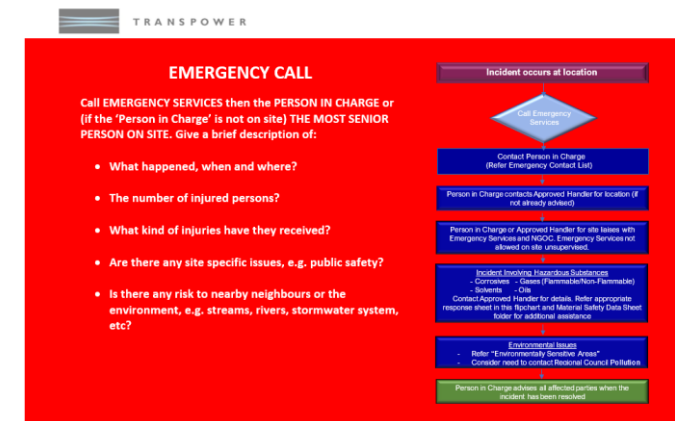 TRANSPOWER
EMERGENCY CALL
Call EMERGENCY SERVICES then the PERSON IN CHARGE or
(if the ‘Person in Charge’ is not on site) THE MOST SENIOR
PERSON ON SITE. Give a brief description of:
• What happened, when and where?
• The number of injured persons?
• What kind of injuries have they received?
• Are there any site specific issues, e.g. public safety?
• Is there any risk to nearby neighbours or the
environment, e.g. streams, rivers, stormwater system,
etc?
Incident occurs at location
Call Emergency
Services
Contact Person in Charge
(Refer Emergency Contact List)
Person in Charge contacts Approved Handler for location (if
not already advised)
Person in Charge or Approved Handler for site liaises with
Emergency Services and NGOC. Emergency Services not
allowed on site unsupervised.
Incident Involving Hazardous Substances
- Corrosives - Gases (Flammable/Non-Flammable)
- Solvents - Oils
Contact Approved Handler for details. Refer appropriate
response sheet in this flipchart and Material Safety Data Sheet
folder for additional assistance
Environmental Issues
- Refer "Environmentally Sensitive Areas"
- Consider need to contact Regional Council Pollution
Person in Charge advises all affected parties when the
incident has been resolved